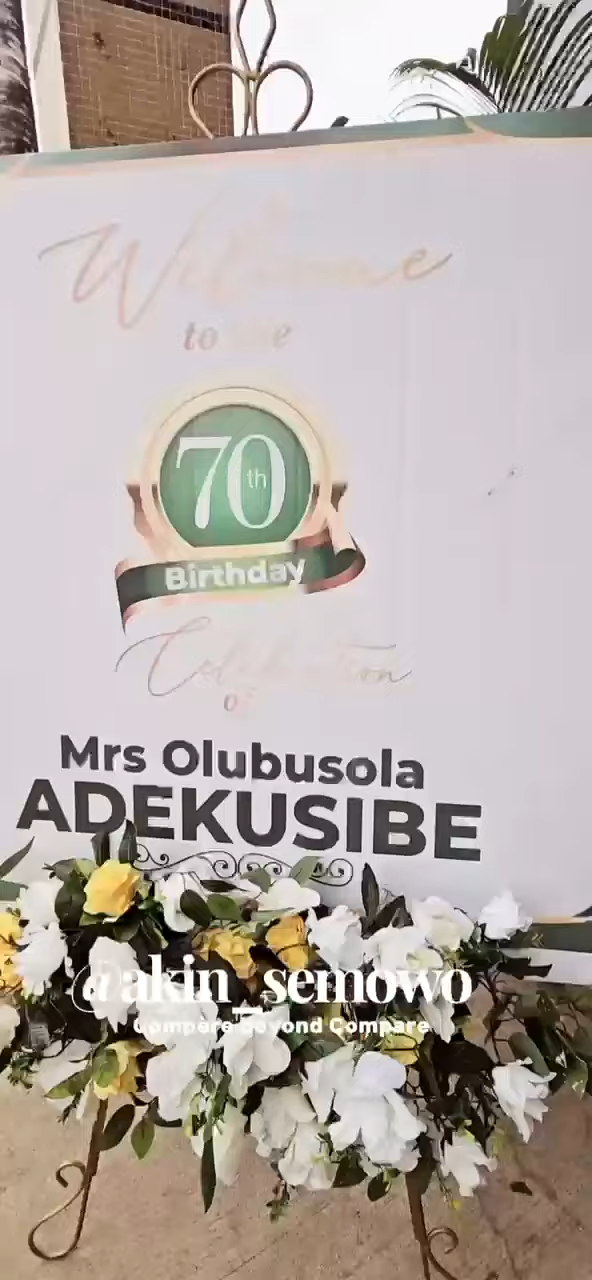 Welcome
to the
70th
Birthday
Celebration
of
Mrs Olubusola
ADEKUSIBE
@akin_semowo
Compere Beyond Compare